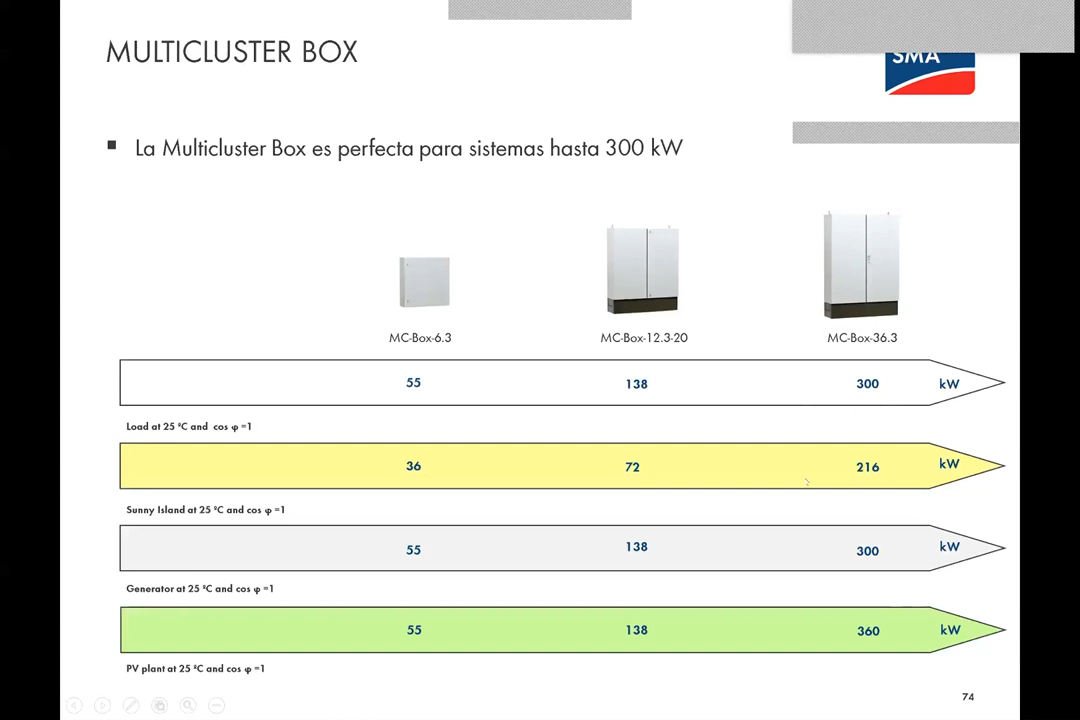 MULTICLUSTER BOX
SMA
La Multicluster Box es perfecta para sistemas hasta 300 kW
MC-Box-6.3
MC-Box-12.3-20
MC-Box-36.3
55 138 300 kW
Load at 25 ºC and cos φ =1
36 72 216 kW
Sunny Island at 25 ºC and cos φ =1
55 138 300 kW
Generator at 25 ºC and cos φ =1
55 138 360 kW
PV plant at 25 ºC and cos φ =1
74